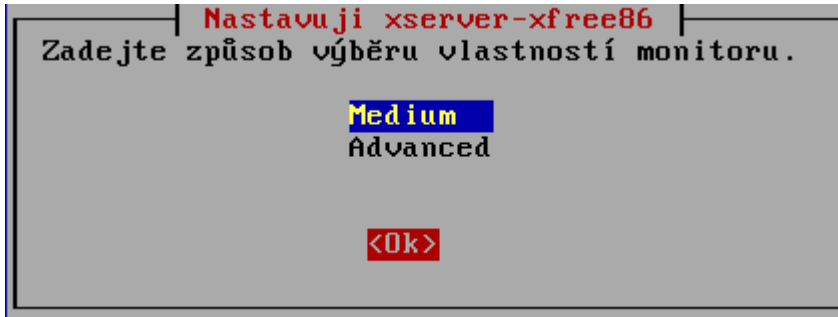 Nastavuji xserver-xfree86
Zadejte způsob výběru vlastností monitoru.
Medium
Advanced
<Ok>